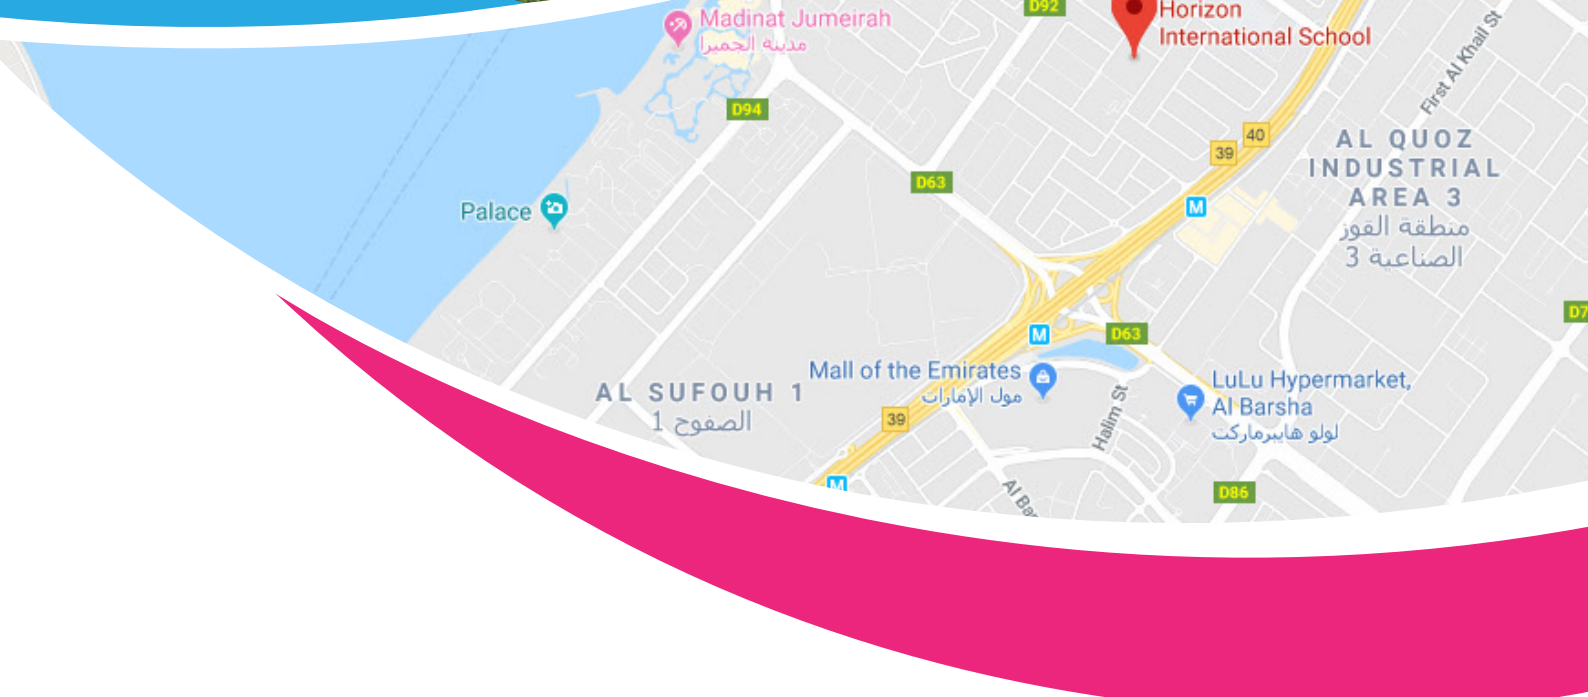 D92
Madinat Jumeirah
مدينة الجميرا
Horizon
International School
First Al Khail St
D94
40
39
AL QUOZ
INDUSTRIAL
AREA 3
منطقة القوز
الصناعية 3
D63
Palace
M
M
D63
Mall of the Emirates
مول الإمارات
LuLu Hypermarket,
Al Barsha
لولو هايبرماركت
AL SUFOUH 1
الصفوح 1
39
Halim St
M
D86